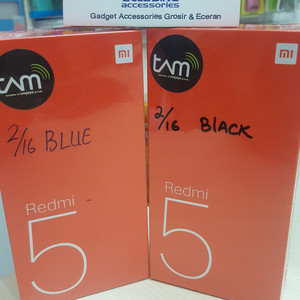 accessories
Gadget Accessories Grosir & Eceran
tam
mi
2/16 BLUE
Redmi
5
tam
mi
2/16 BLACK
Redmi
5